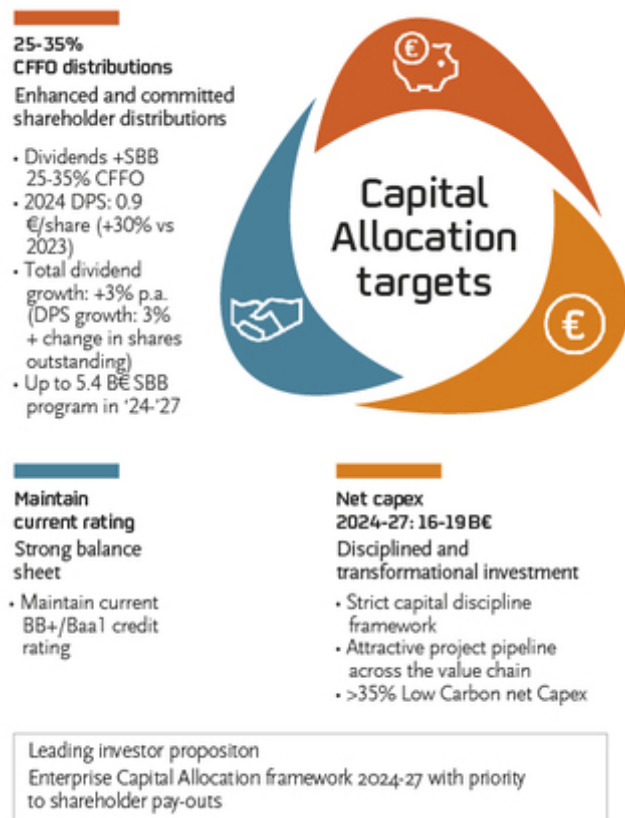 25-35%
CFFO distributions
Enhanced and committed
shareholder distributions
• Dividends +SBB
25-35% CFFO
• 2024 DPS: 0.9
€/share (+30% vs
2023)
• Total dividend
growth: +3% p.a.
(DPS growth: 3%
+ change in shares
outstanding)
• Up to 5.4 B€ SBB
program in '24-'27
€
Capital
Allocation
targets
€
Maintain
current rating
Strong balance
sheet
• Maintain current
BB+/Baa1 credit
rating
Net capex
2024-27: 16-19 B€
Disciplined and
transformational investment
• Strict capital discipline
framework
• Attractive project pipeline
across the value chain
• >35% Low Carbon net Capex
Leading investor propositon
Enterprise Capital Allocation framework 2024-27 with priority
to shareholder pay-outs